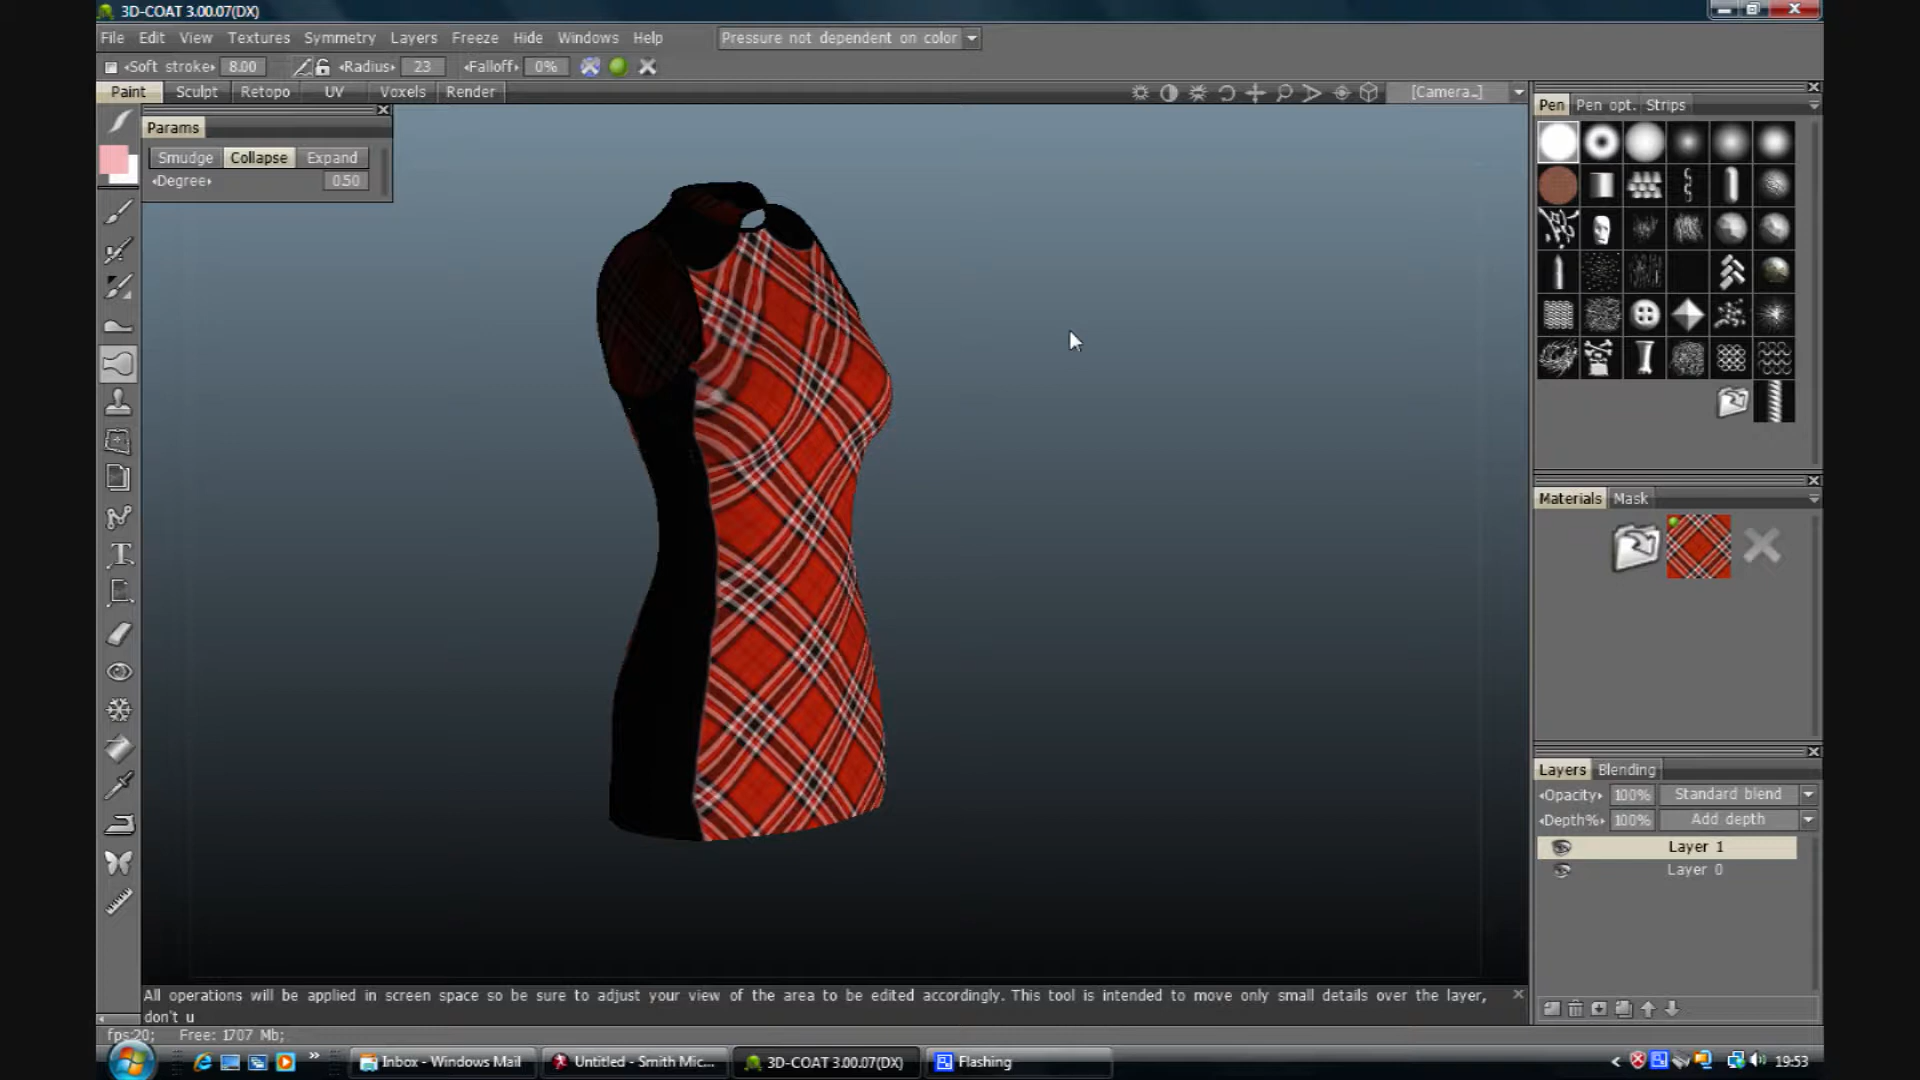 3D-COAT 3.00.07(DX)
File Edit View Textures Symmetry Layers Freeze Hide Windows Help Pressure not dependent on color
Soft stroke 8.00 Radius 23 Falloff 0%
Paint Sculpt Retopo UV Voxels Render [Camera_]
Params
Smudge Collapse Expand
Degree 0.50
Pen Pen opt. Strips
Materials Mask
Layers Blending
Opacity 100% Standard blend
Depth% 100% Add depth
Layer 1
Layer 0
All operations will be applied in screen space so be sure to adjust your view of the area to be edited accordingly. This tool is intended to move only small details over the layer,
don't u
fps:20; Free: 1707 Mb;
Inbox - Windows Mail Untitled - Smith Mic... 3D-COAT 3.00.07(DX) Flashing 19:53